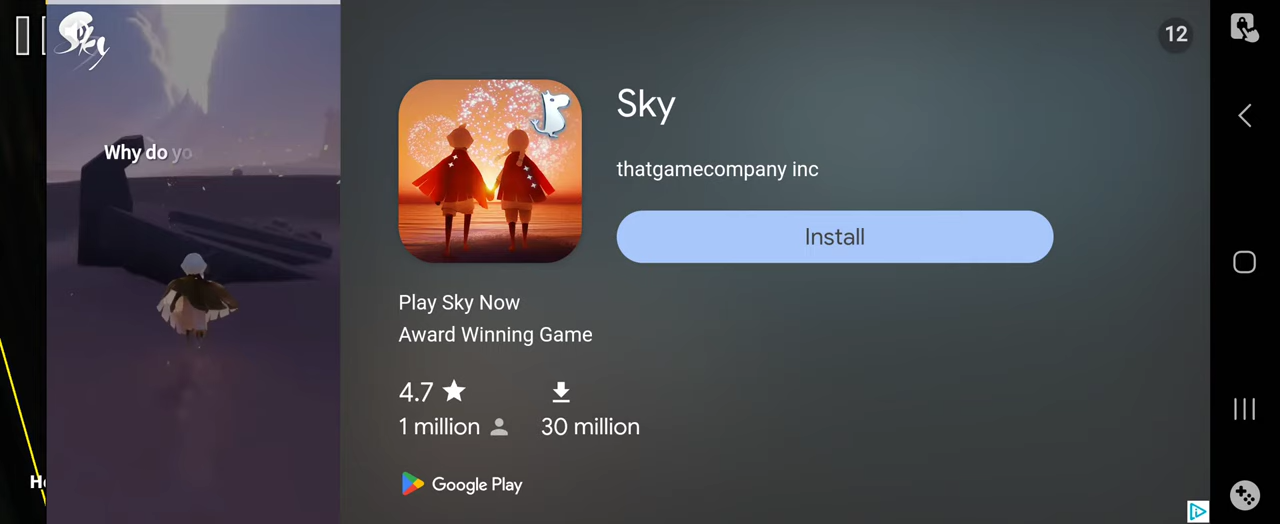 Sky
Why do yo
12
Sky
thatgamecompany inc
Install
Play Sky Now
Award Winning Game
4.7
1 million
30 million
Google Play